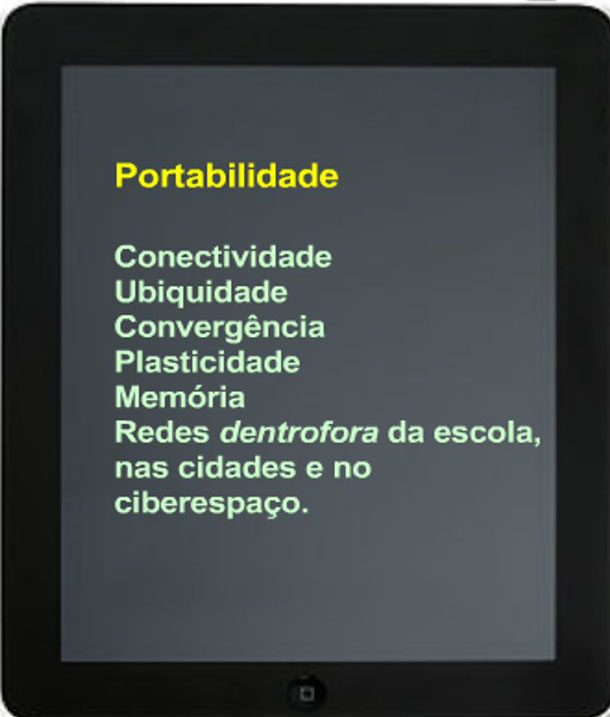 Portabilidade
Conectividade
Ubiquidade
Convergência
Plasticidade
Memória
Redes dentrofora da escola,
nas cidades e no
ciberespaço.